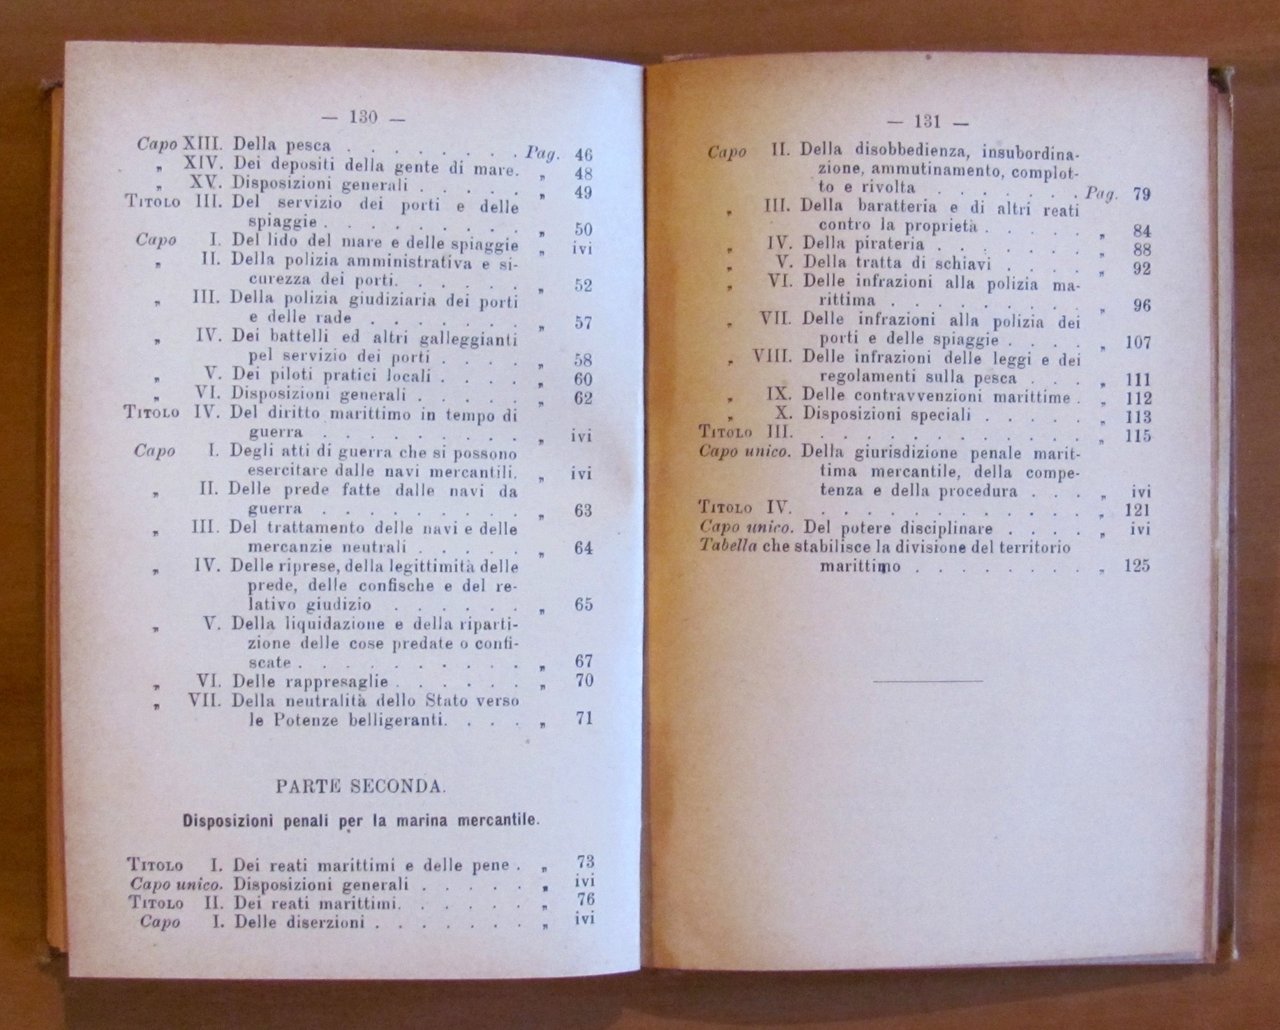 — 130 —
Capo XIII. Della pesca . . . . . . . . Pag. 46
„ XIV. Dei depositi della gente di mare. „ 48
„ XV. Disposizioni generali . . . . . „ 49
TITOLO III. Del servizio dei porti e delle
spiaggie . . . . . . . . . „ 50
Capo I. Del lido del mare e delle spiaggie „ ivi
„ II. Della polizia amministrativa e si-
curezza dei porti. . . . . . „ 52
„ III. Della polizia giudiziaria dei porti
e delle rade . . . . . . . „ 57
„ IV. Dei battelli ed altri galleggianti
pel servizio dei porti . . . . „ 58
„ V. Dei piloti pratici locali . . . . „ 60
„ VI. Disposizioni generali . . . . . „ 62
TITOLO IV. Del diritto marittimo in tempo di
guerra . . . . . . . . . „ ivi
Capo I. Degli atti di guerra che si possono
esercitare dalle navi mercantili. „ ivi
„ II. Delle prede fatte dalle navi da
guerra . . . . . . . . . „ 63
„ III. Del trattamento delle navi e delle
mercanzie neutrali . . . . . „ 64
„ IV. Delle riprese, della legittimità delle
prede, delle confische e del re-
lativo giudizio . . . . . . „ 65
„ V. Della liquidazione e della riparti-
zione delle cose predate o confi-
scate . . . . . . . . . . „ 67
„ VI. Delle rappresaglie . . . . . . „ 70
„ VII. Della neutralità dello Stato verso
le Potenze belligeranti. . . . „ 71
PARTE SECONDA.
Disposizioni penali per la marina mercantile.
TITOLO I. Dei reati marittimi e delle pene . „ 73
Capo unico. Disposizioni generali . . . . . „ ivi
TITOLO II. Dei reati marittimi. . . . . . „ 76
Capo I. Delle diserzioni . . . . . . . „ ivi
— 131 —
Capo II. Della disobbedienza, insubordina-
zione, ammutinamento, complot-
to e rivolta . . . . . . . Pag. 79
„ III. Della baratteria e di altri reati
contro la proprietà . . . . . „ 84
„ IV. Della pirateria . . . . . . . „ 88
„ V. Della tratta di schiavi . . . . „ 92
„ VI. Delle infrazioni alla polizia ma-
rittima . . . . . . . . . „ 96
„ VII. Delle infrazioni alla polizia dei
porti e delle spiaggie . . . . „ 107
„ VIII. Delle infrazioni delle leggi e dei
regolamenti sulla pesca . . . „ 111
„ IX. Delle contravvenzioni marittime . „ 112
„ X. Disposizioni speciali . . . . . „ 113
TITOLO III. . . . . . . . . . . . . „ 115
Capo unico. Della giurisdizione penale marit-
tima mercantile, della compe-
tenza e della procedura . . . „ ivi
TITOLO IV. . . . . . . . . . . . . „ 121
Capo unico. Del potere disciplinare . . . . „ ivi
Tabella che stabilisce la divisione del territorio
marittimo . . . . . . . . „ 125